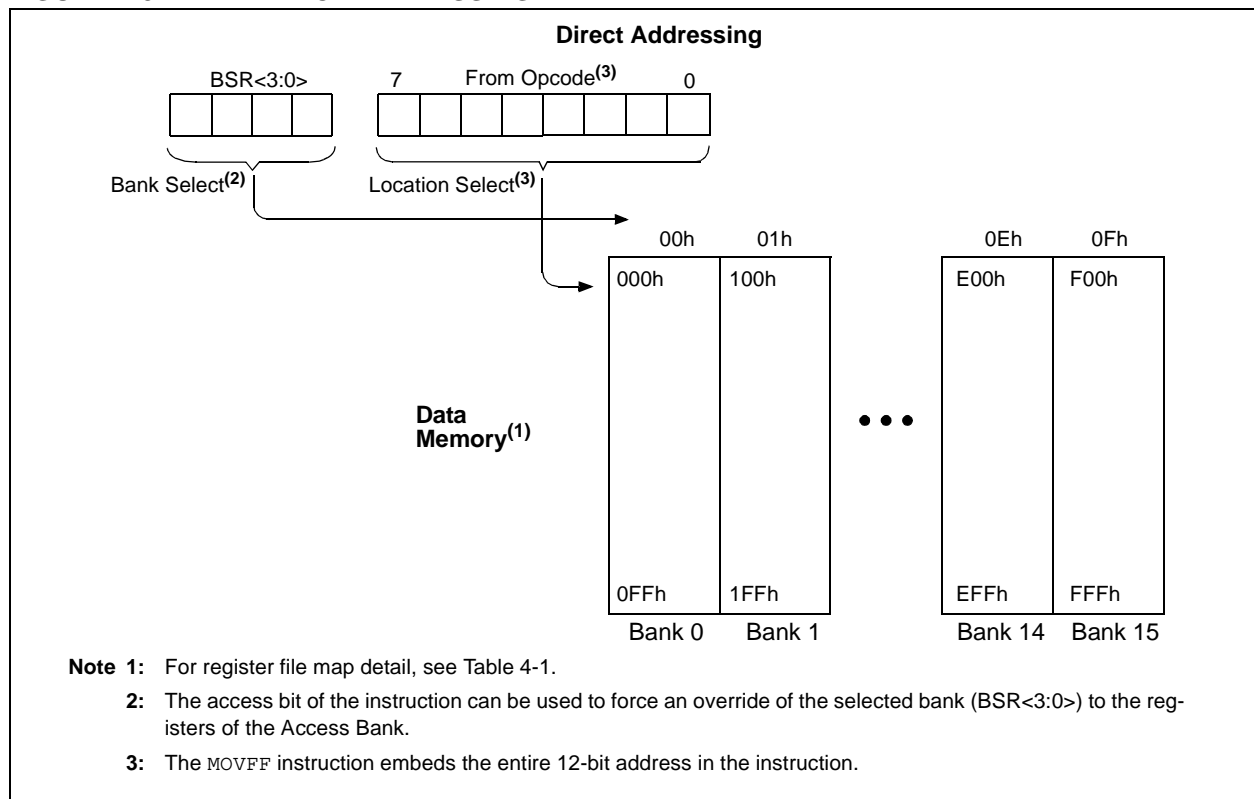 Direct Addressing
BSR<3:0>
7 From Opcode(3) 0
Bank Select(2)
Location Select(3)
00h 01h 0Eh 0Fh
000h 100h E00h F00h
Data
Memory(1)
0FFh 1FFh EFFh FFFh
Bank 0 Bank 1 Bank 14 Bank 15
Note 1: For register file map detail, see Table 4-1.
2: The access bit of the instruction can be used to force an override of the selected bank (BSR<3:0>) to the reg-
isters of the Access Bank.
3: The MOVFF instruction embeds the entire 12-bit address in the instruction.